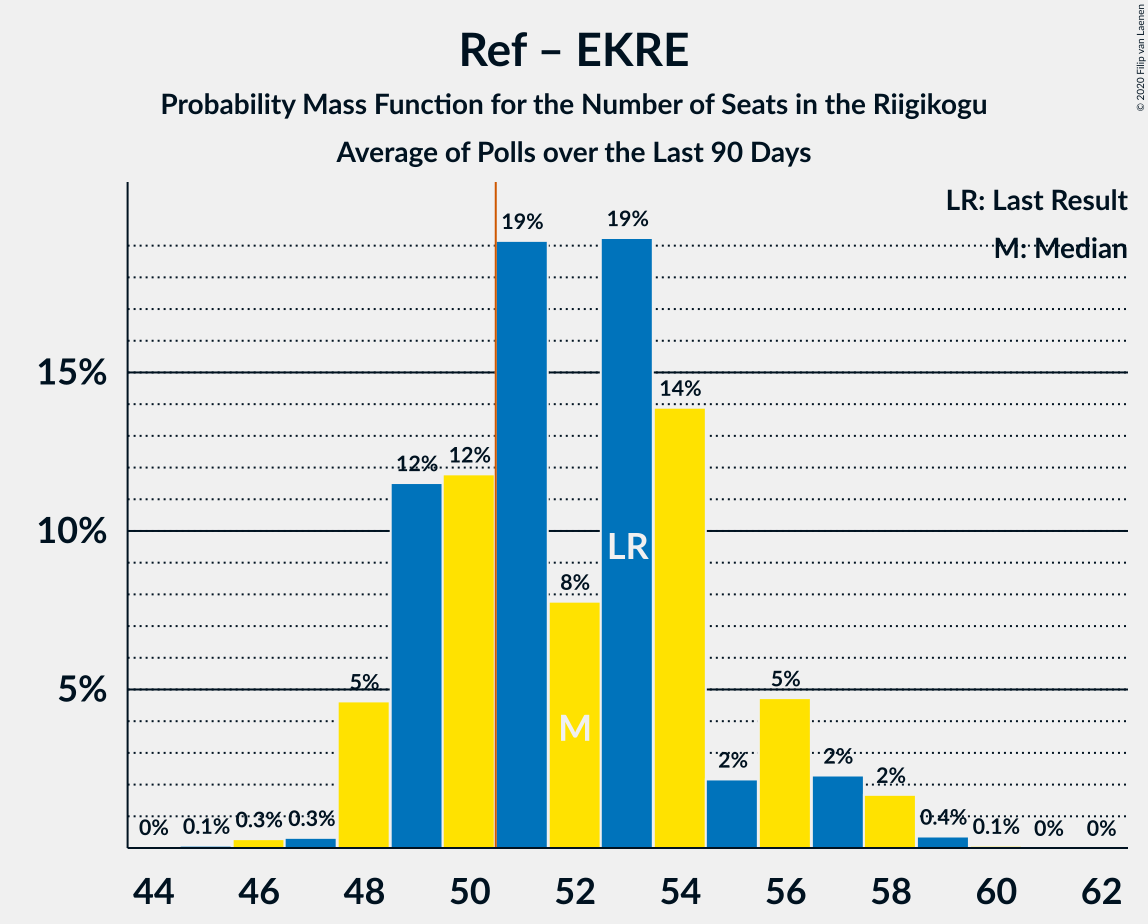 Ref – EKRE
Probability Mass Function for the Number of Seats in the Riigikogu
Average of Polls over the Last 90 Days
© 2020 Filip van Laenen
LR: Last Result
M: Median
15%
10%
5%
0%
0.1%
0.3%
0.3%
5%
12%
12%
19%
8%
19%
14%
2%
5%
2%
2%
0.4%
0.1%
0%
0%
LR
M
44 46 48 50 52 54 56 58 60 62